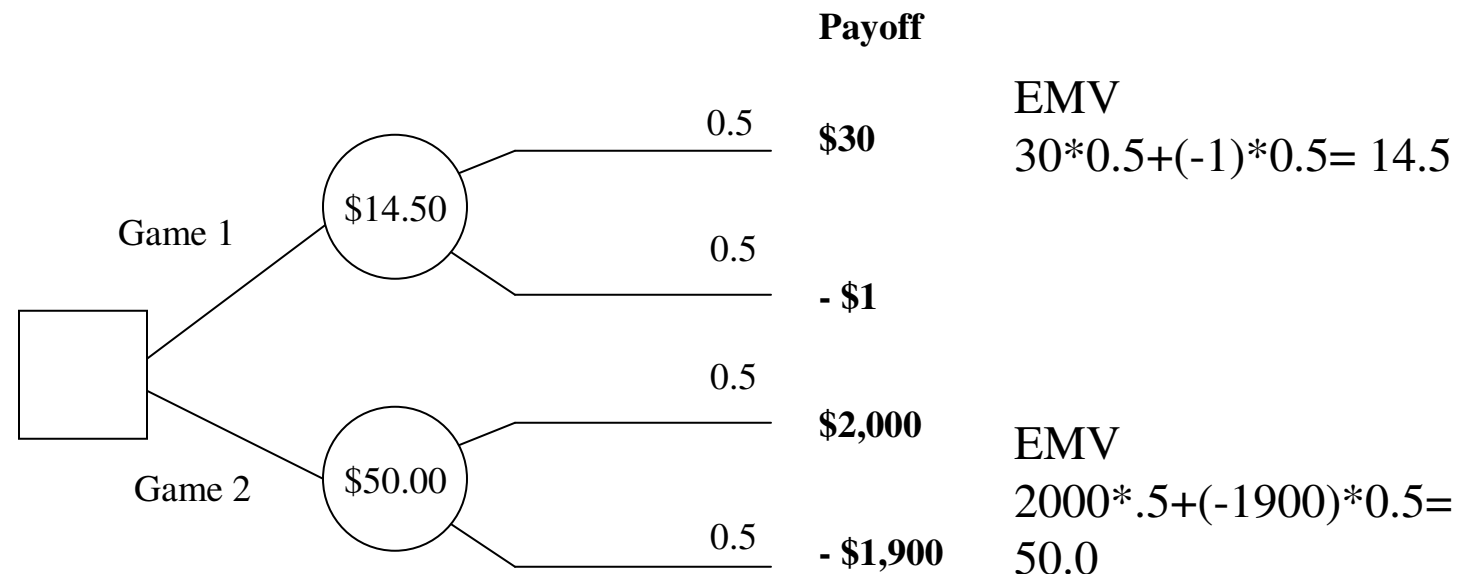 Payoff
EMV
0.5
$30
30*0.5+(-1)*0.5= 14.5
$14.50
Game 1
0.5
- $1
0.5
$2,000
EMV
Game 2
$50.00
2000*.5+(-1900)*0.5=
0.5
- $1,900
50.0